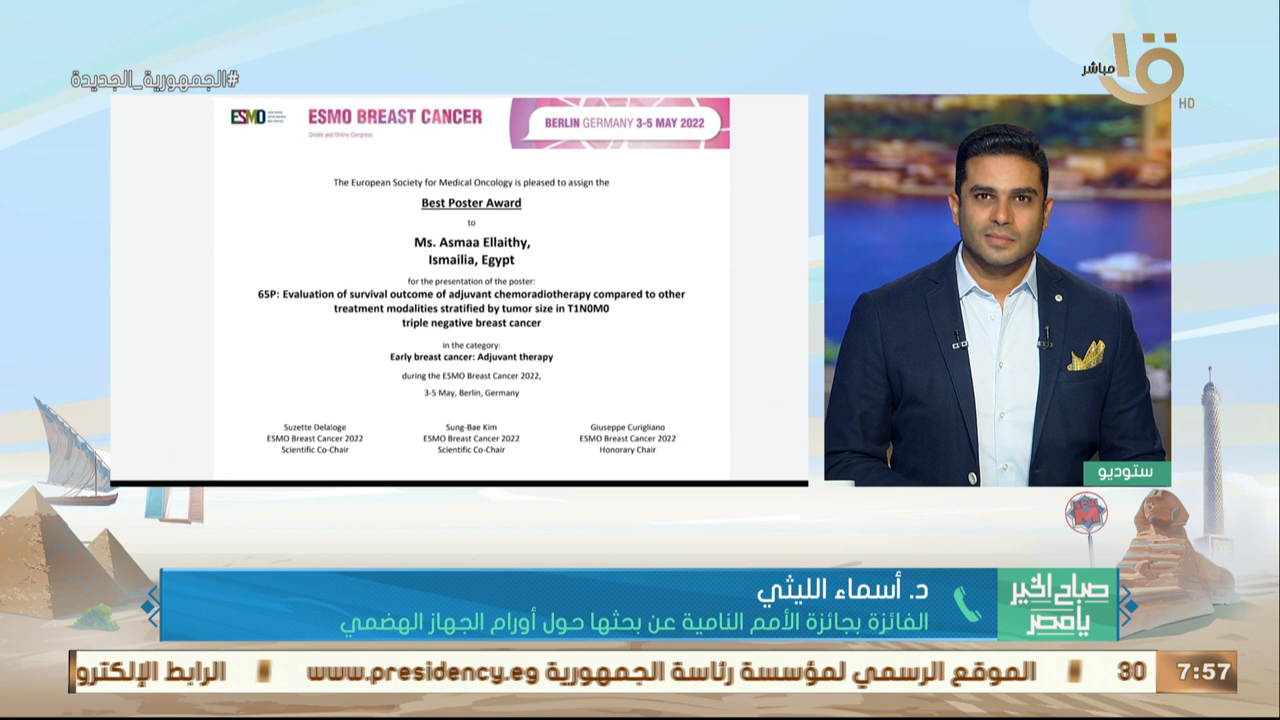 #الجمهورية_الجديدة
مباشر
HD
ESMO
ESMO BREAST CANCER
Onsite and Online Congress
BERLIN GERMANY 3-5 MAY 2022
The European Society for Medical Oncology is pleased to assign the
Best Poster Award
to
Ms. Asmaa Ellaithy,
Ismailia, Egypt
for the presentation of the poster:
65P: Evaluation of survival outcome of adjuvant chemoradiotherapy compared to other
treatment modalities stratified by tumor size in T1N0M0
triple negative breast cancer
in the category:
Early breast cancer: Adjuvant therapy
during the ESMO Breast Cancer 2022,
3-5 May, Berlin, Germany
Suzette Delaloge
ESMO Breast Cancer 2022
Scientific Co-Chair
Sung-Bae Kim
ESMO Breast Cancer 2022
Scientific Co-Chair
Giuseppe Curigliano
ESMO Breast Cancer 2022
Honorary Chair
ستوديو
M
صباح الخير
يا مصر
د. أسماء الليثي
الفائزة بجائزة الأمم النامية عن بحثها حول أورام الجهاز الهضمي
7:57
30 الموقع الرسمي لمؤسسة رئاسة الجمهورية www.presidency.eg الرابط الإلكترو